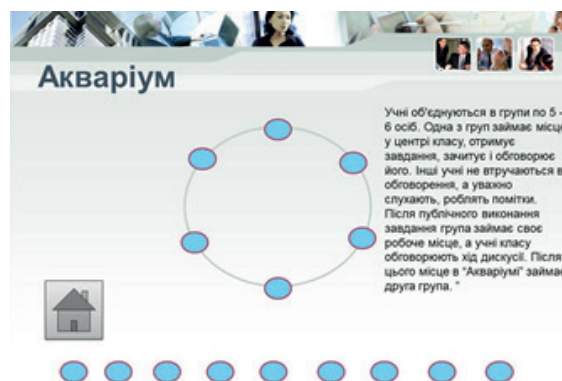 Акваріум
Учні об'єднуються в групи по 5 -
6 осіб. Одна з груп займає місце
у центрі класу, отримує
завдання, зачитує і обговорює
його. Інші учні не втручаються в
обговорення, а уважно
слухають, роблять помітки.
Після публічного виконання
завдання група займає своє
робоче місце, а учні класу
обговорюють хід дискусії. Після
цього місце в "Акваріумі" займає
друга група. "